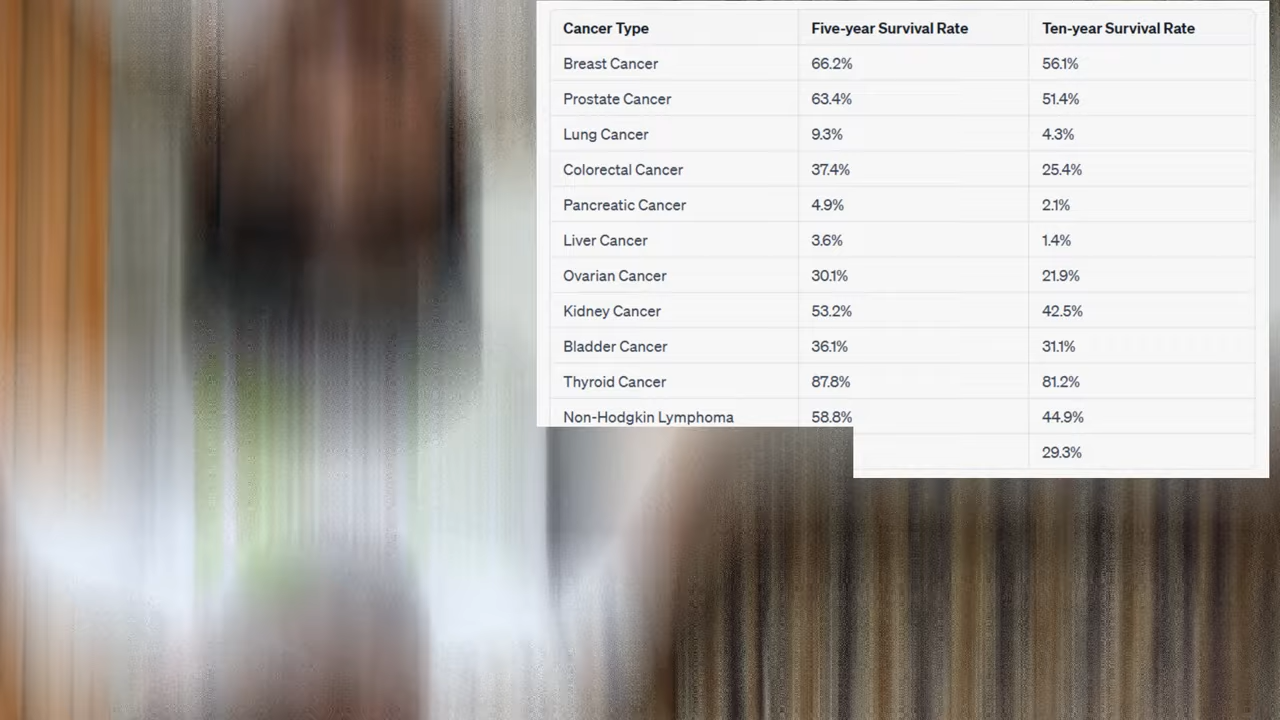 Cancer Type Five-year Survival Rate Ten-year Survival Rate
Breast Cancer 66.2% 56.1%
Prostate Cancer 63.4% 51.4%
Lung Cancer 9.3% 4.3%
Colorectal Cancer 37.4% 25.4%
Pancreatic Cancer 4.9% 2.1%
Liver Cancer 3.6% 1.4%
Ovarian Cancer 30.1% 21.9%
Kidney Cancer 53.2% 42.5%
Bladder Cancer 36.1% 31.1%
Thyroid Cancer 87.8% 81.2%
Non-Hodgkin Lymphoma 58.8% 44.9%
29.3%